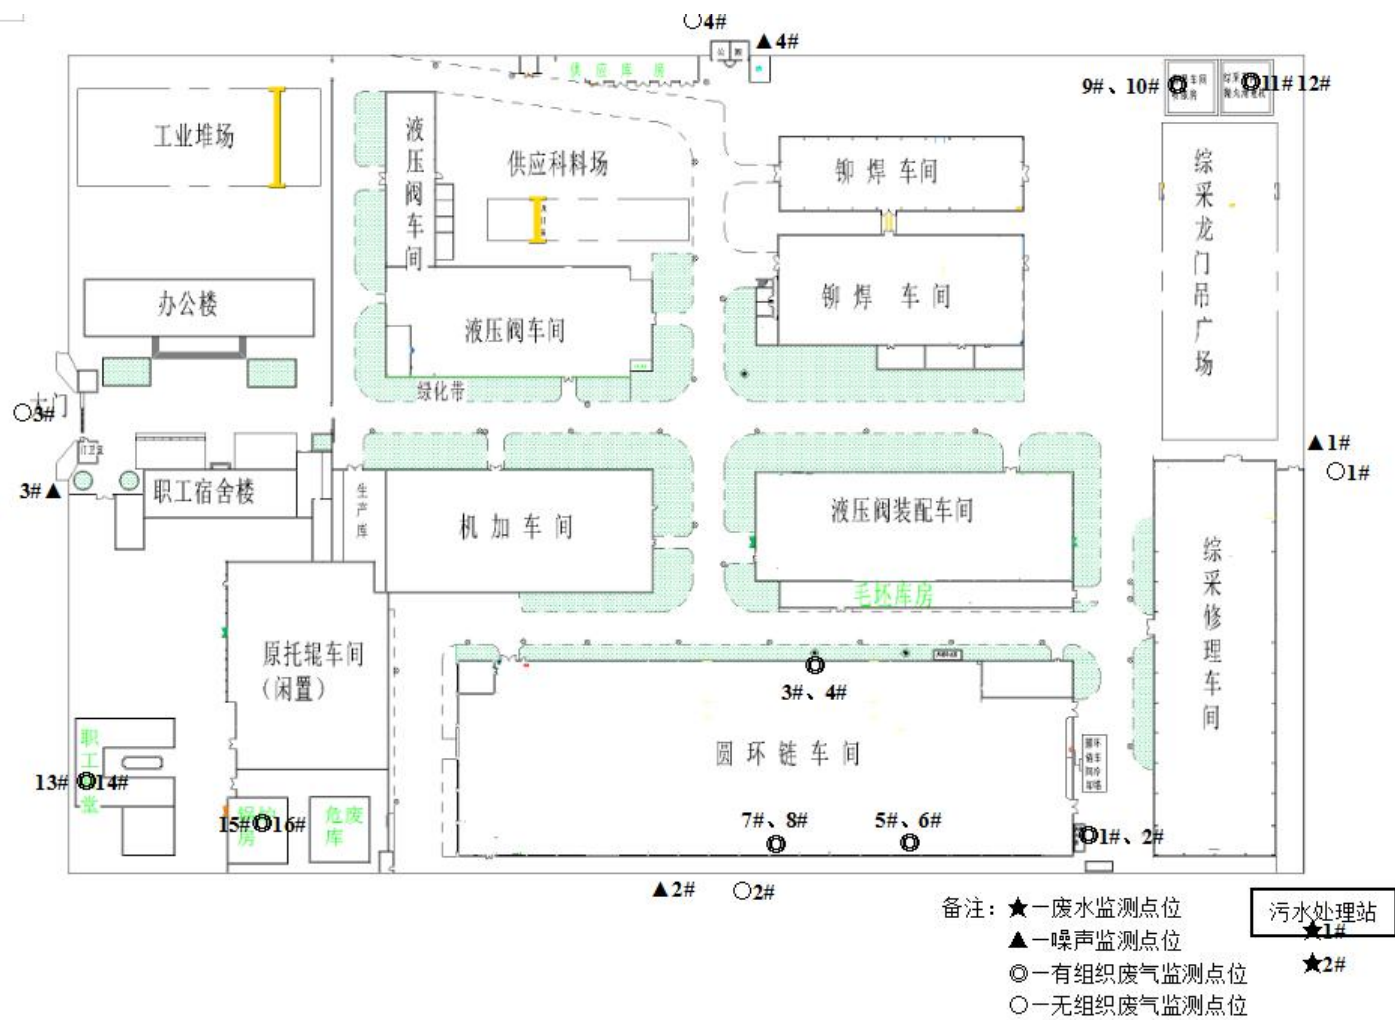 ○4#
▲4#
公厕
供应库房
9#、10#
11#12#
工业堆场
液压阀车间
供应科料场
铆焊车间
综采龙门吊广场
办公楼
液压阀车间
铆焊 车间
绿化带
○3#
门卫室
3#▲
▲1#
○1#
职工宿舍楼
生产库
机加车间
液压阀装配车间
毛坯库房
综采修理车间
原托辊车间
(闲置)
3#、4#
圆环链车间
职工
堂
13#
14#
7#、8#
5#、6#
1#、2#
15#
16#
房
危废
库
▲2#
○2#
备注：★—废水监测点位
▲—噪声监测点位
◎—有组织废气监测点位
○—无组织废气监测点位
污水处理站
★1#
★2#